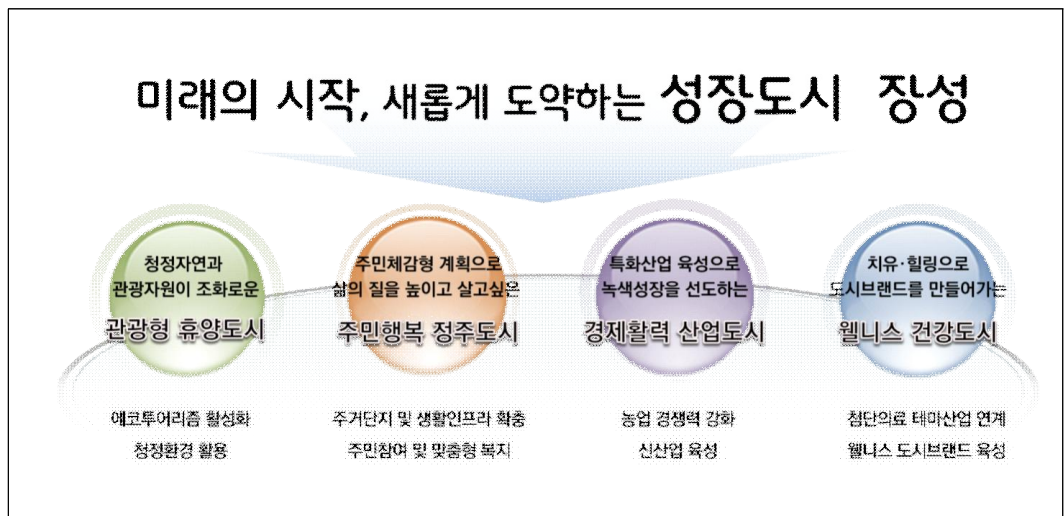 미래의 시작, 새롭게 도약하는 성장도시 장성
청정자연과
관광자원이 조화로운
관광형 휴양도시
주민체감형 계획으로
삶의 질을 높이고 살고싶은
주민행복 정주도시
특화산업 육성으로
녹색성장을 선도하는
경제활력 산업도시
치유·힐링으로
도시브랜드를 만들어가는
웰니스 건강도시
에코투어리즘 활성화
청정환경 활용
주거단지 및 생활인프라 확충
주민참여 및 맞춤형 복지
농업 경쟁력 강화
신산업 육성
첨단의료 테마산업 연계
웰니스 도시브랜드 육성